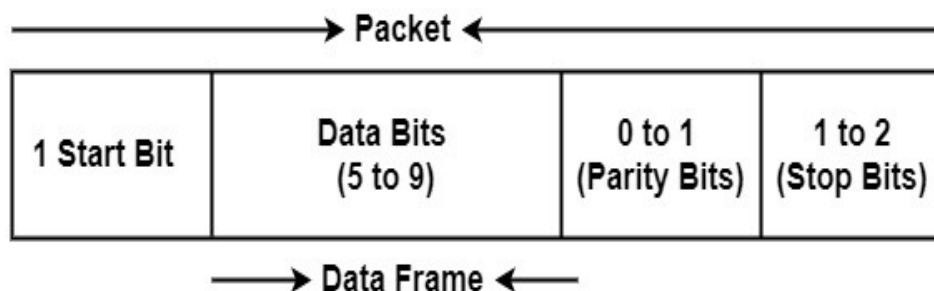 Packet
1 Start Bit
Data Bits
(5 to 9)
0 to 1
(Parity Bits)
1 to 2
(Stop Bits)
Data Frame